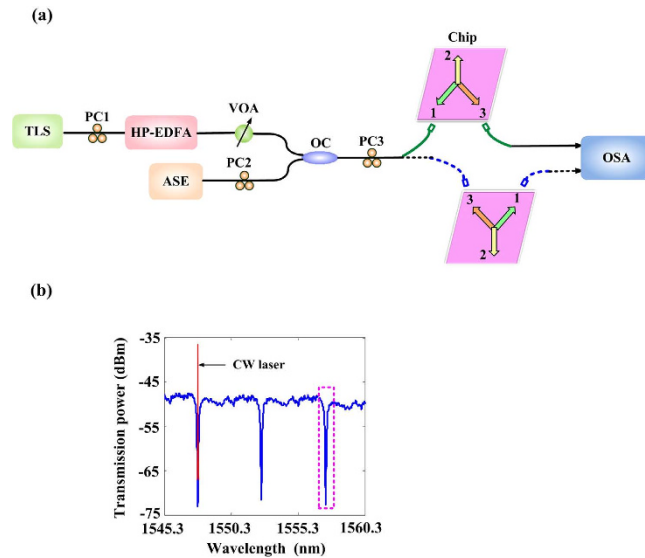 (a)
Chip
2
1
3
VOA
PC1
TLS
HP-EDFA
OC
PC3
OSA
PC2
ASE
3
1
2
(b)
-35
-45
-55
-65
-75
CW laser
Transmission power (dBm)
1545.3
1550.3
1555.3
1560.3
Wavelength (nm)